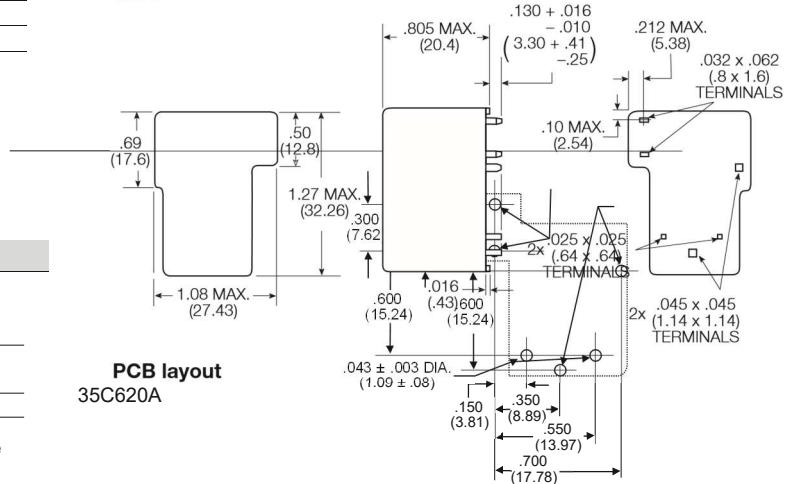 .805 MAX.
(20.4)
.130 + .016
– .010
(3.30 + .41
–.25)
.212 MAX.
(5.38)
.032 x .062
(.8 x 1.6)
TERMINALS
.69
(17.6)
.50
(12.8)
.10 MAX.
(2.54)
1.27 MAX.
(32.26)
.300
(7.62
2x .025 x .025
(.64 x .64)
TERMINALS
1.08 MAX.
(27.43)
.600
(15.24)
.016
(.43)
.600
(15.24)
2x .045 x .045
(1.14 x 1.14)
TERMINALS
PCB layout
35C620A
.043 ± .003 DIA.
(1.09 ± .08)
.150
(3.81)
.350
(8.89)
.550
(13.97)
.700
(17.78)